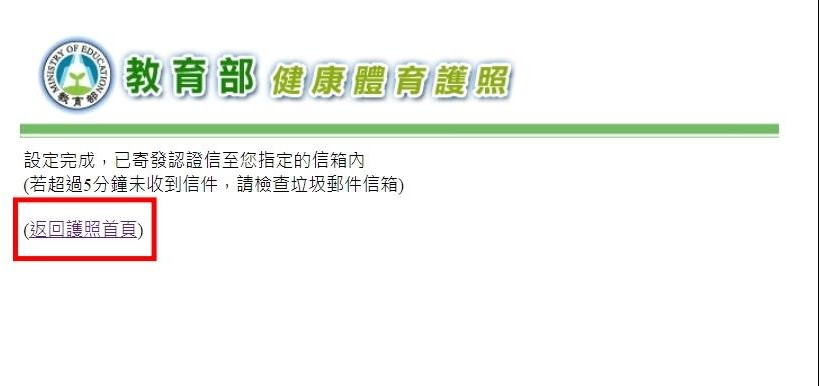 MINISTRY OF EDUCATION
教育部
教育部 健康體育護照
設定完成，已寄發認證信至您指定的信箱內
(若超過5分鐘未收到信件，請檢查垃圾郵件信箱)
(返回護照首頁)